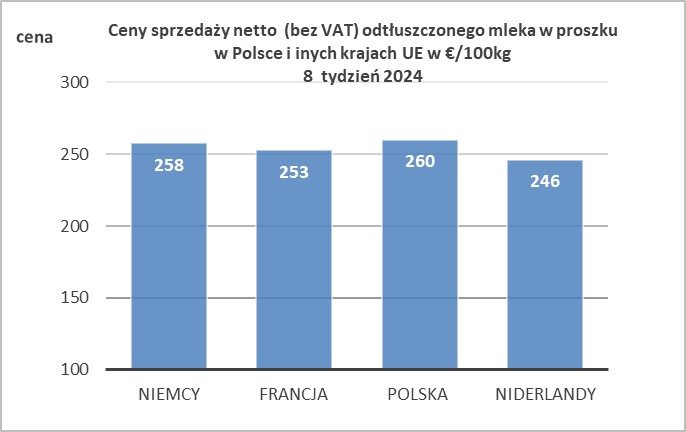 cena
Ceny sprzedaży netto (bez VAT) odtłuszczonego mleka w proszku
w Polsce i inych krajach UE w €/100kg
8 tydzień 2024
300
250
200
150
100
258
253
260
246
NIEMCY
FRANCJA
POLSKA
NIDERLANDY